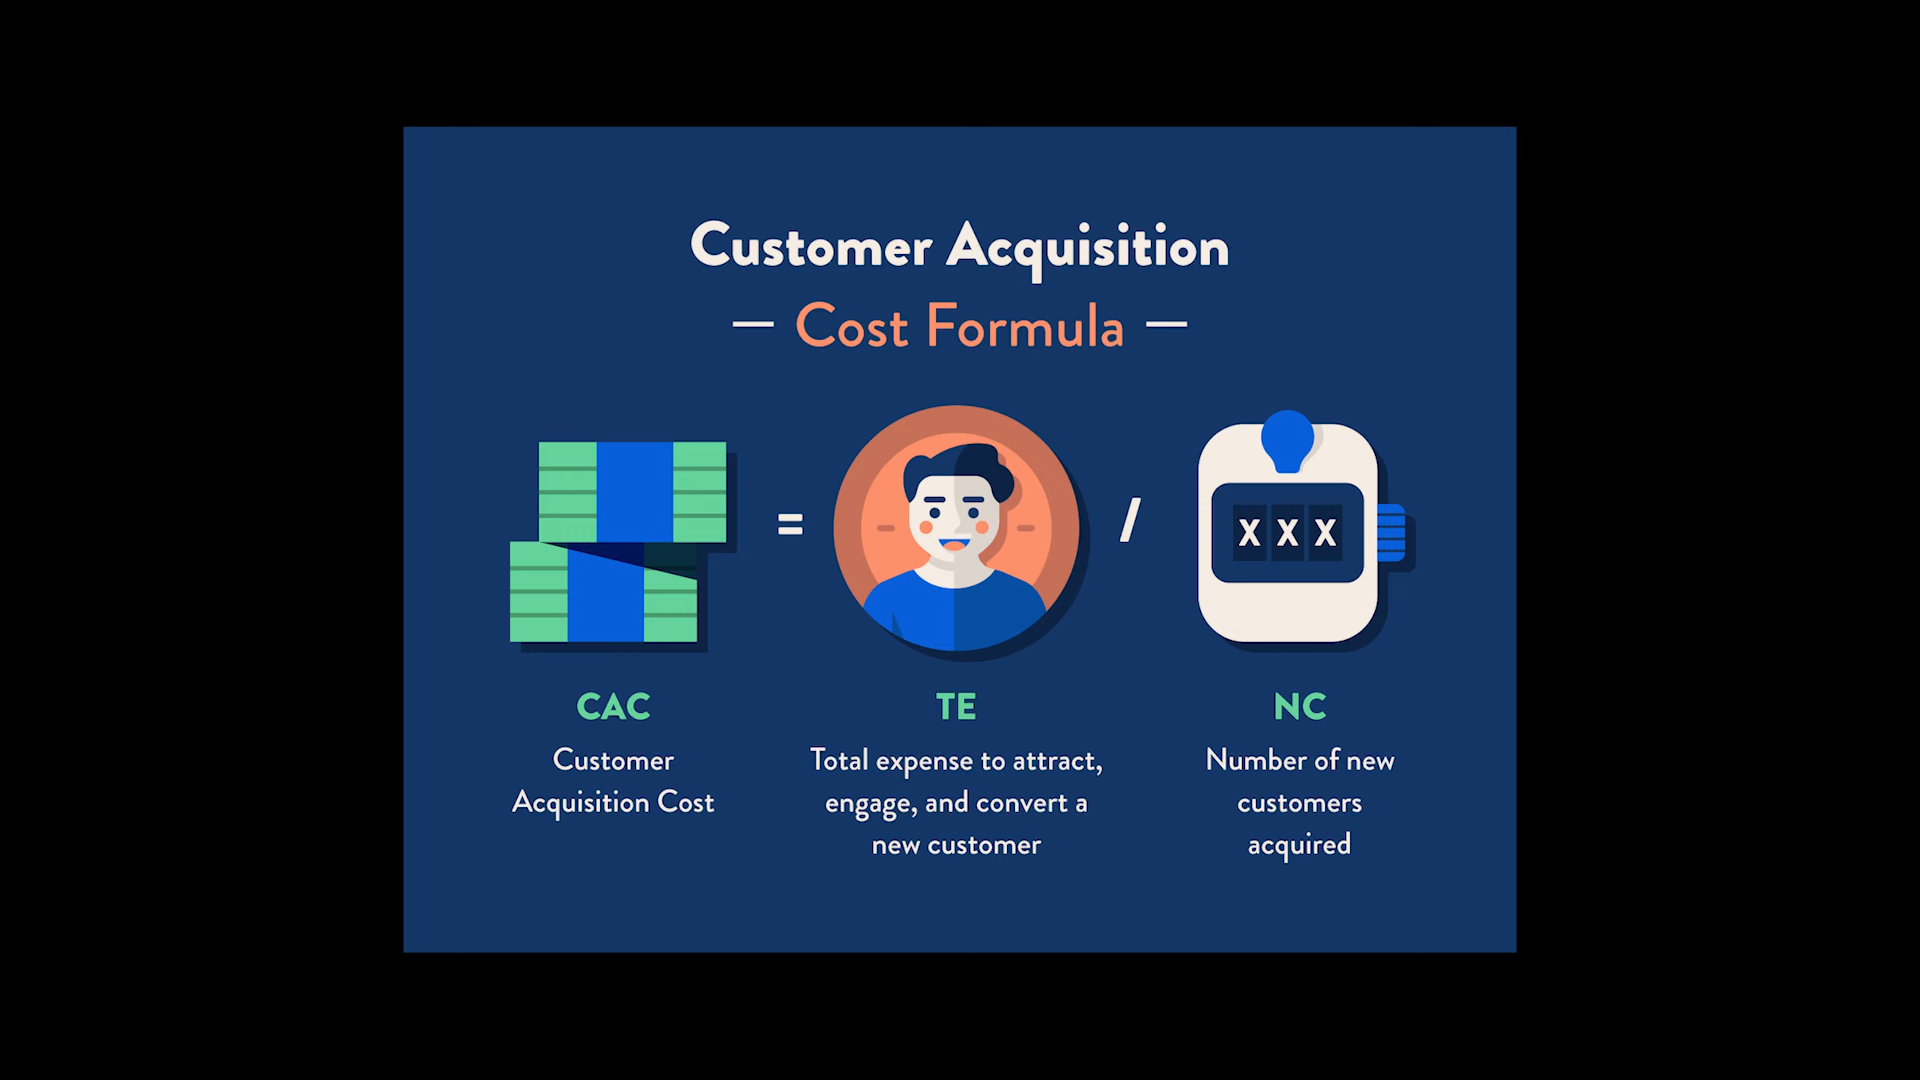 Customer Acquisition
— Cost Formula —
= / X X X
CAC
Customer
Acquisition Cost
TE
Total expense to attract,
engage, and convert a
new customer
NC
Number of new
customers
acquired